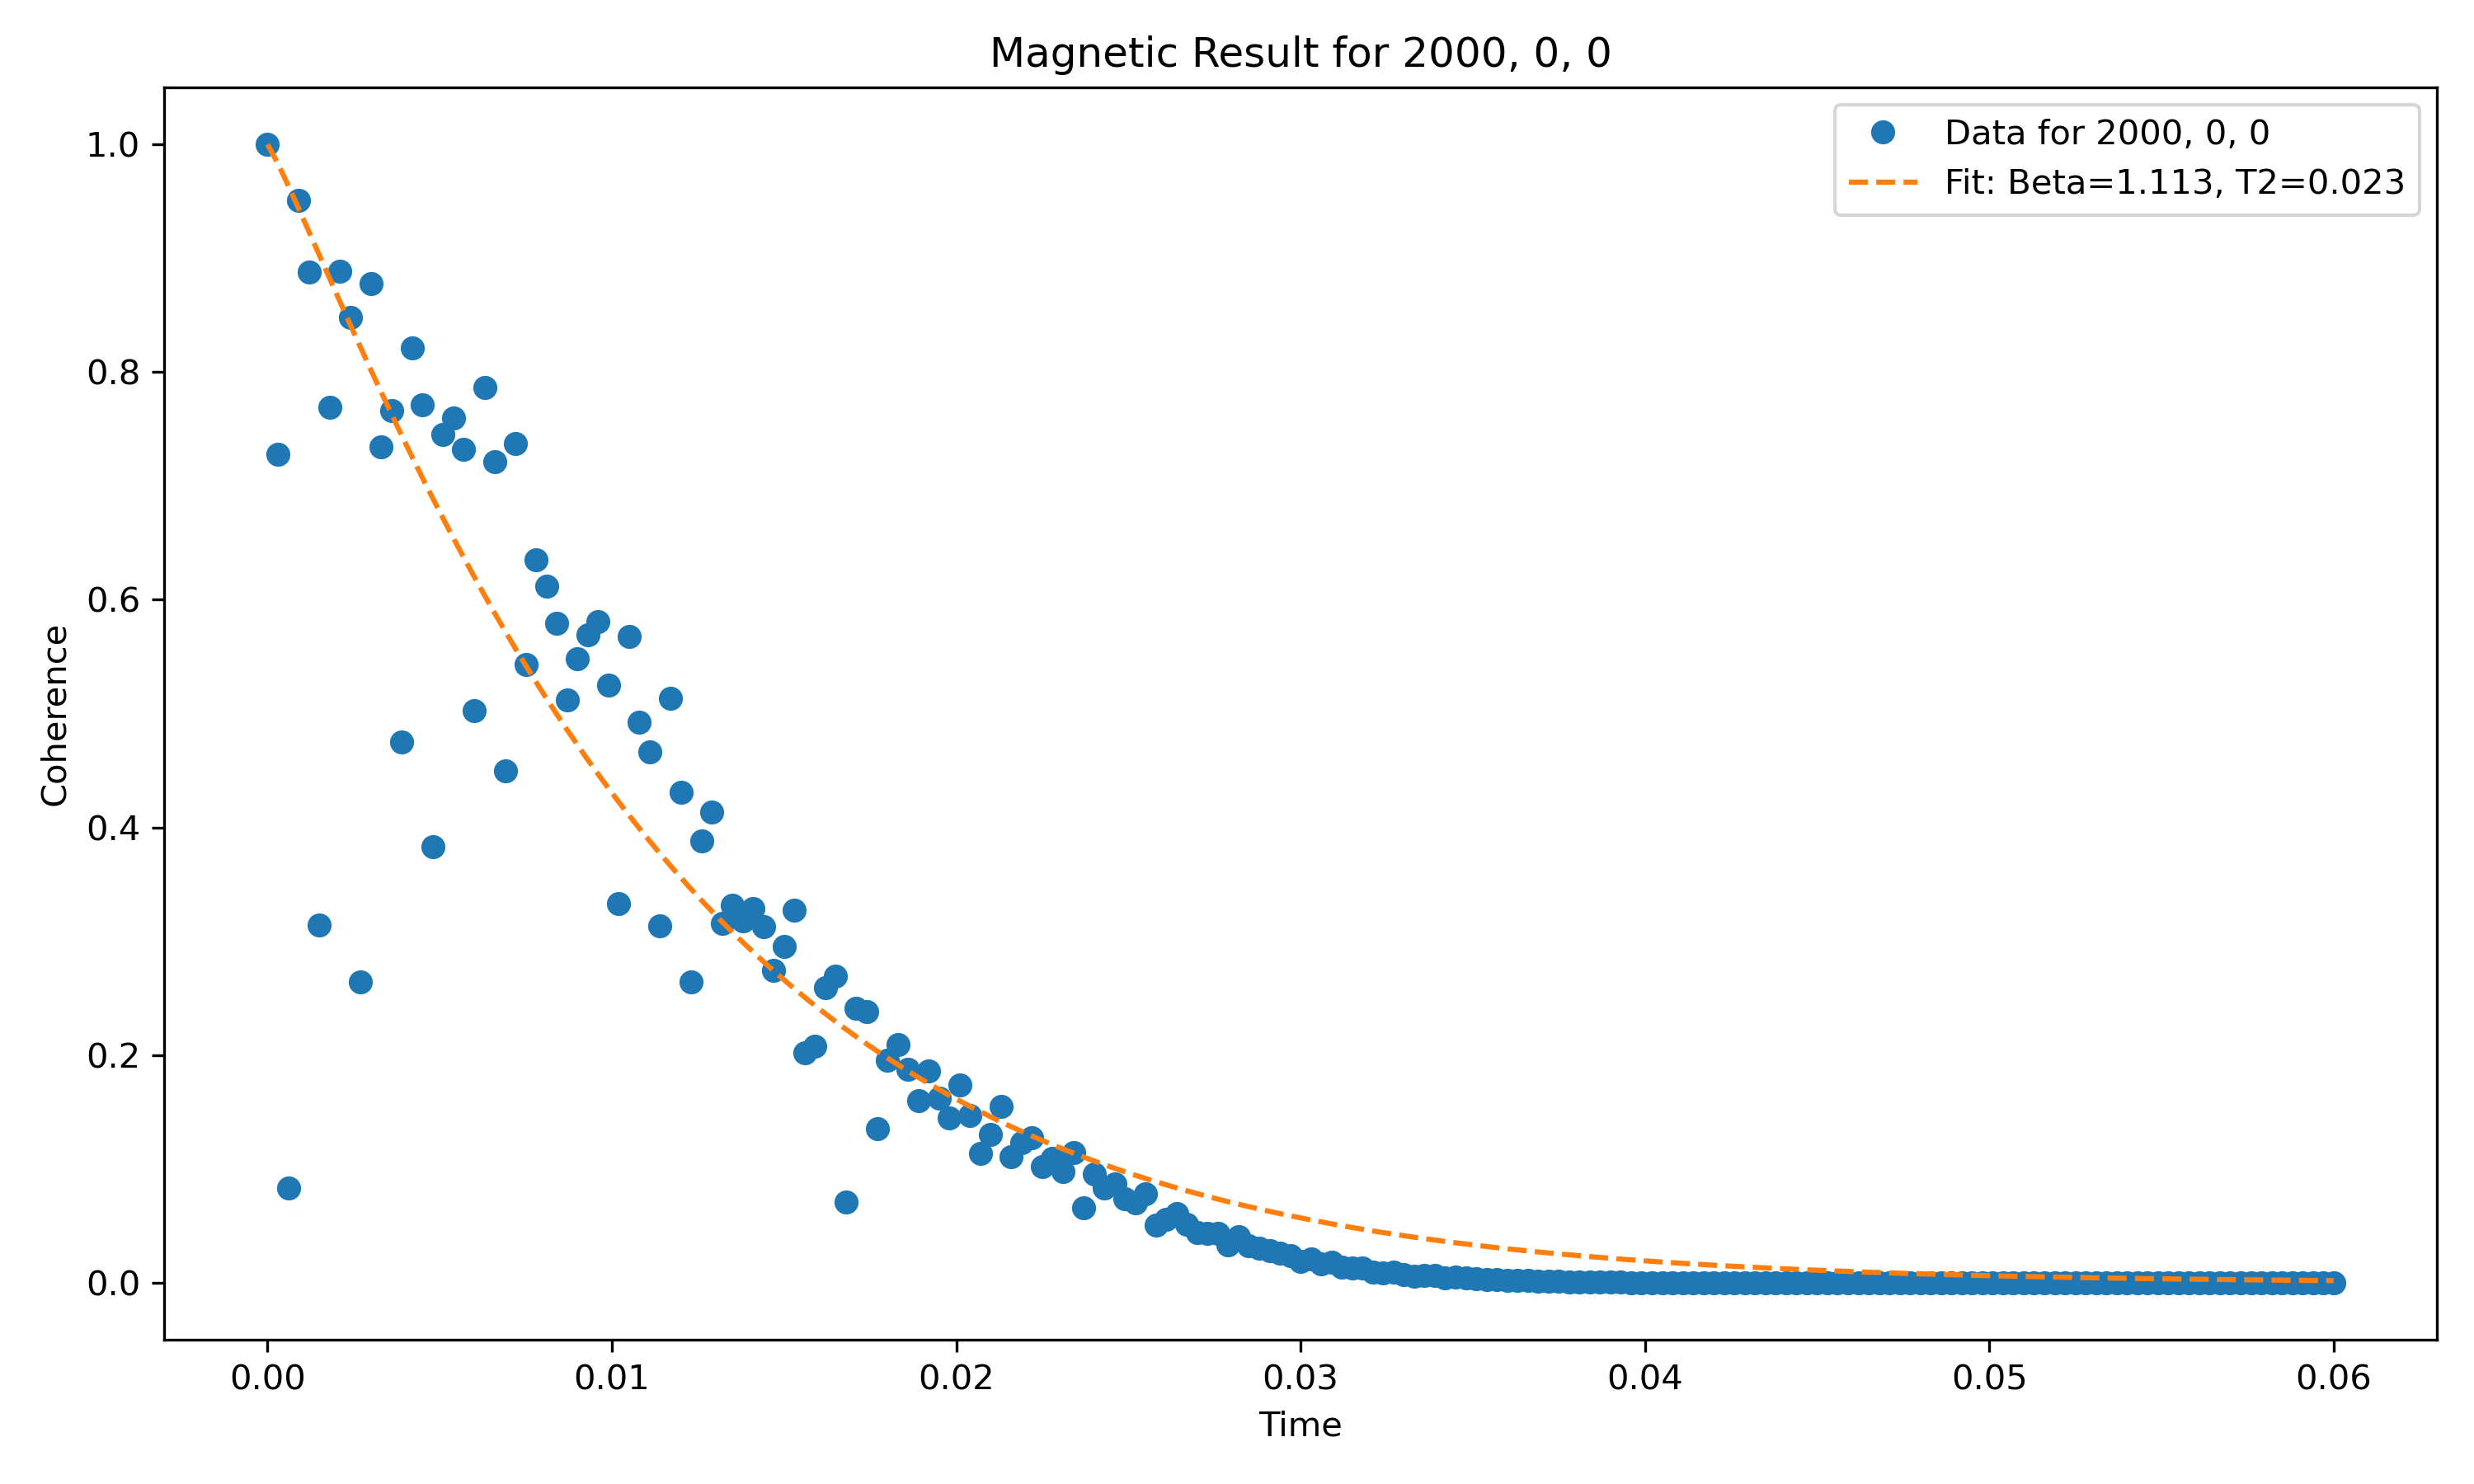 Magnetic Result for 2000, 0, 0
Data for 2000, 0, 0
Fit: Beta=1.113, T2=0.023
1.0
0.8
0.6
0.4
0.2
0.0
Coherence
0.00 0.01 0.02 0.03 0.04 0.05 0.06
Time